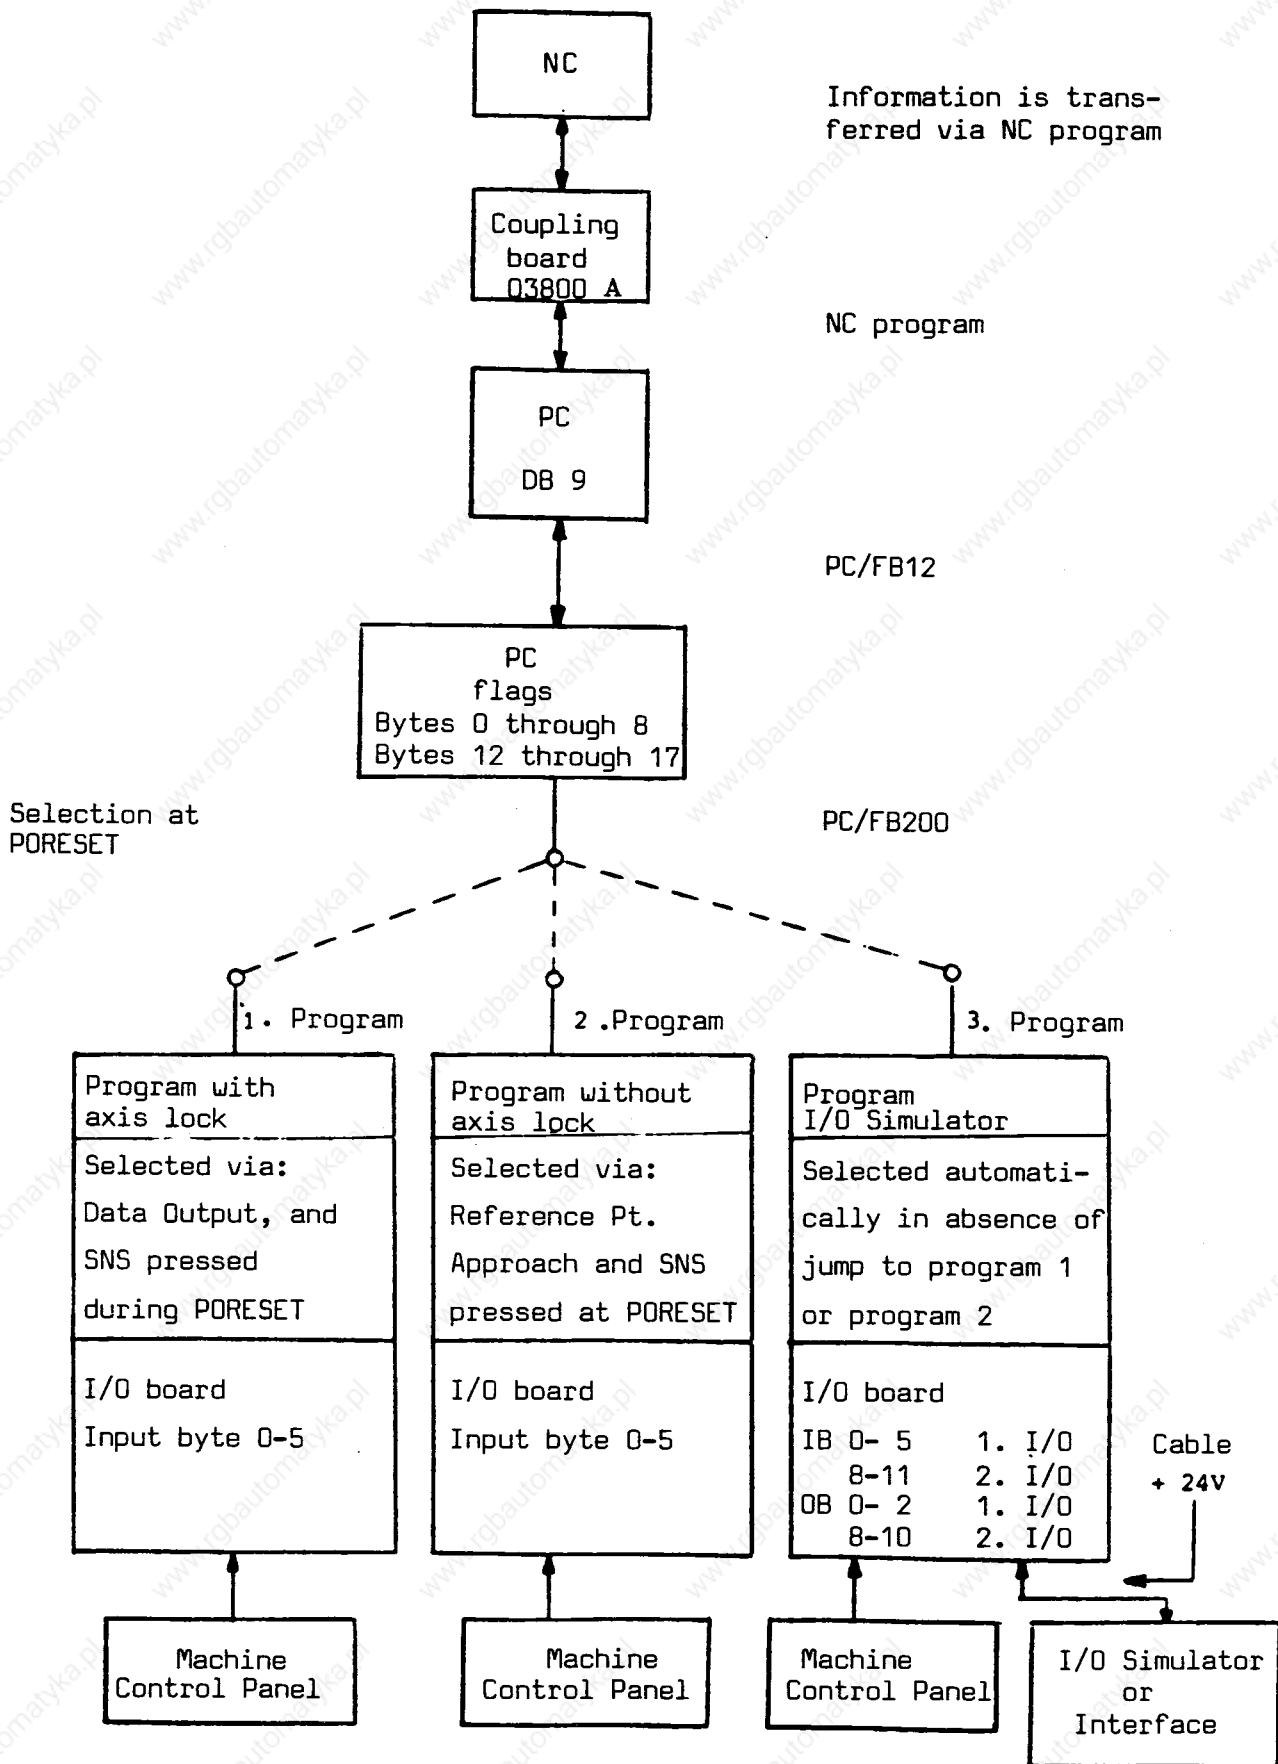 NC
Information is trans-
ferred via NC program
Coupling
board
03800 A
NC program
PC
DB 9
PC/FB12
PC
flags
Bytes 0 through 8
Bytes 12 through 17
Selection at
PORESET
PC/FB200
1. Program
2 .Program
3. Program
Program with
axis lock
Selected via:
Data Output, and
SNS pressed
during PORESET
I/O board
Input byte 0-5
Machine
Control Panel
Program without
axis lock
Selected via:
Reference Pt.
Approach and SNS
pressed at PORESET
I/O board
Input byte 0-5
Machine
Control Panel
Program
I/O Simulator
Selected automati-
cally in absence of
jump to program 1
or program 2
I/O board
IB 0- 5 1. I/O
8-11 2. I/O
OB 0- 2 1. I/O
8-10 2. I/O
Cable
+ 24V
Machine
Control Panel
I/O Simulator
or
Interface
www.rgbautomatyka.pl